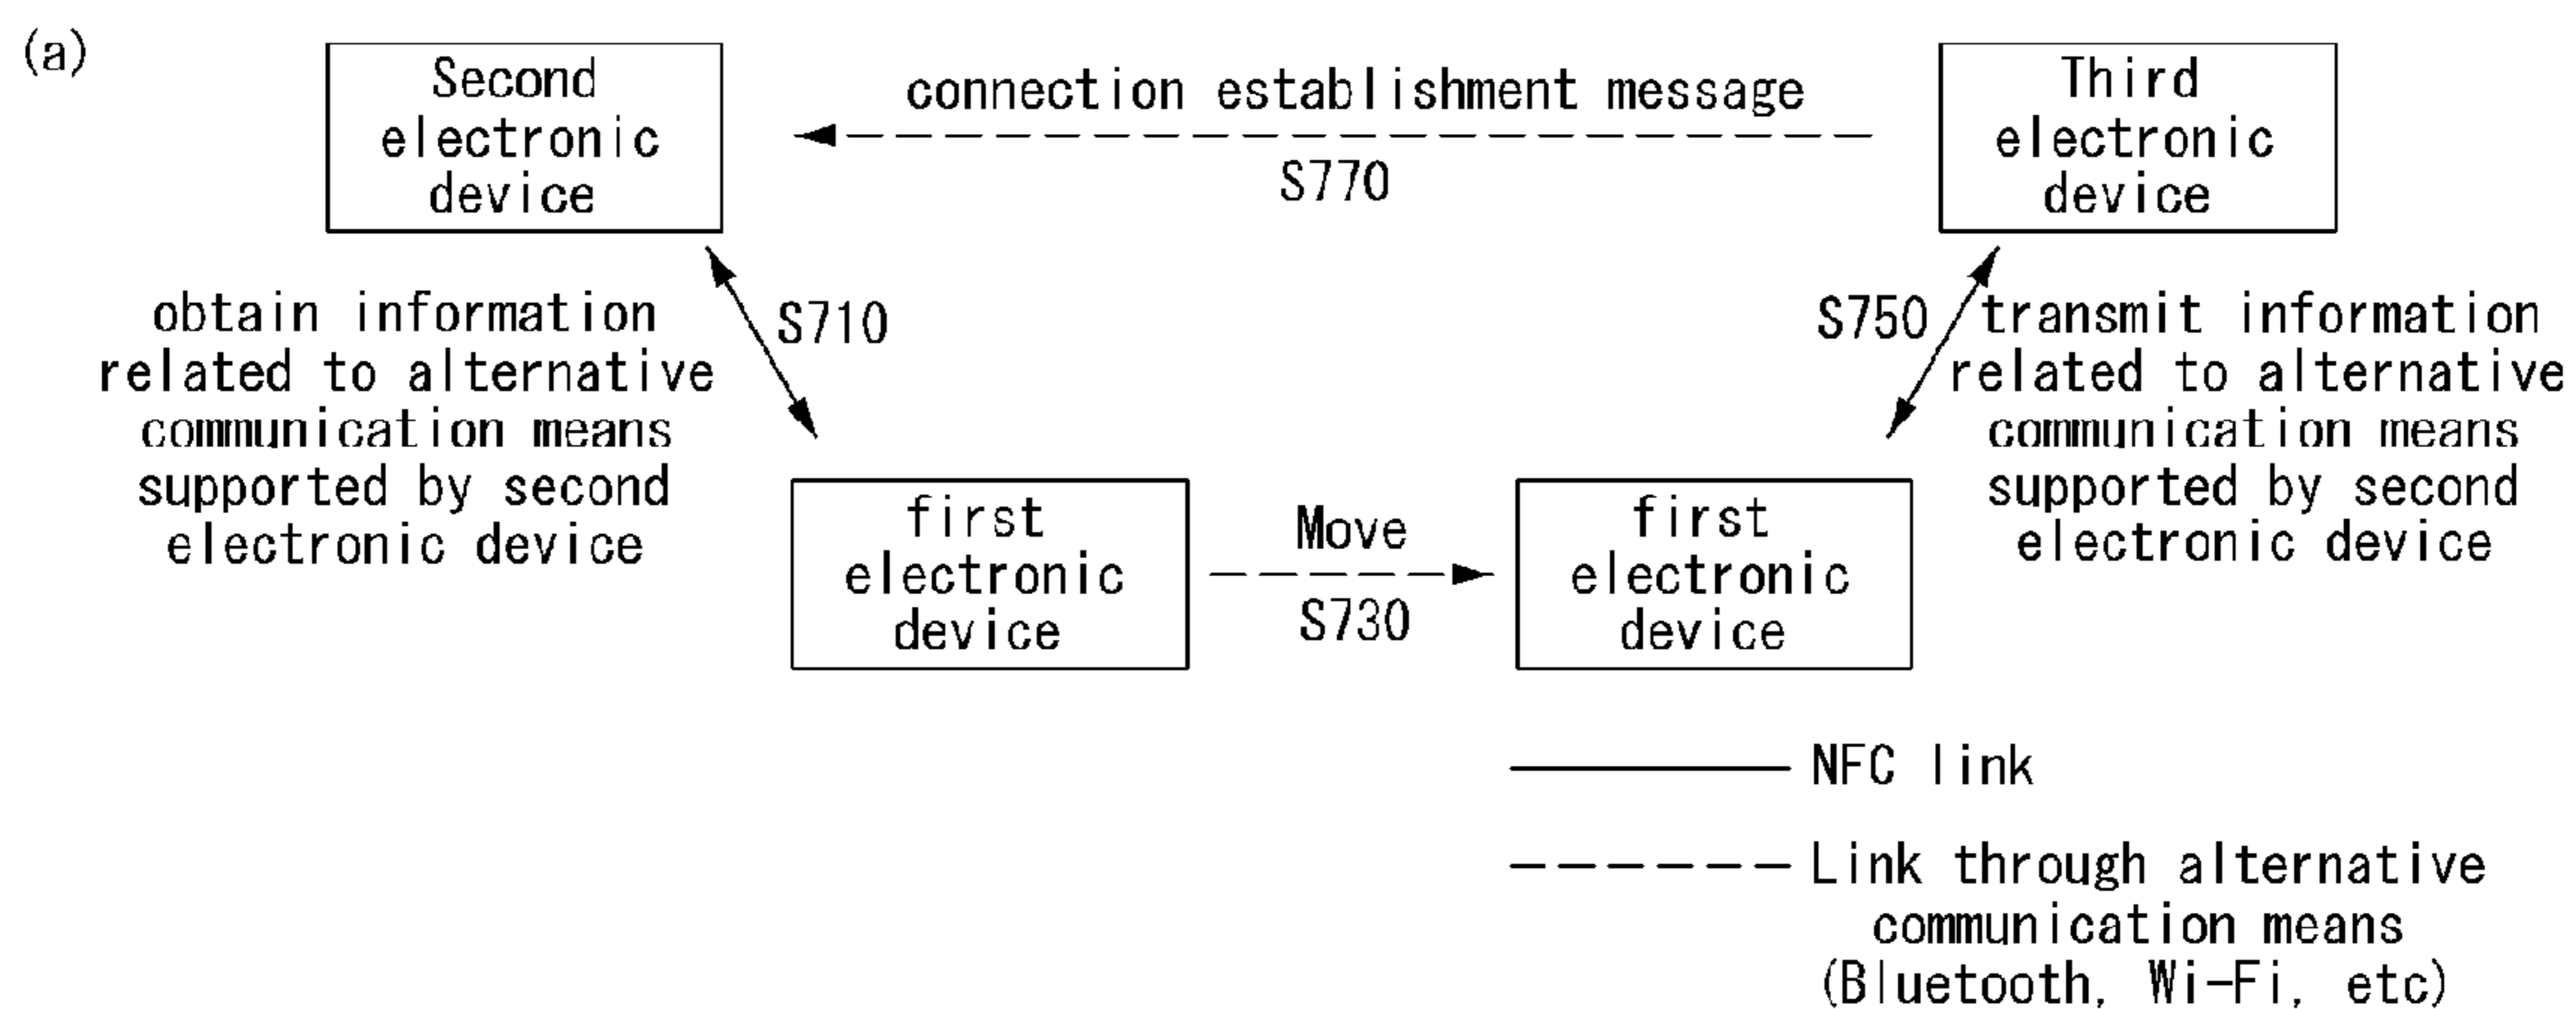 (a)
Second
electronic
device
connection establishment message
S770
Third
electronic
device
obtain information
related to alternative
communication means
supported by second
electronic device
S710
S750
transmit information
related to alternative
communication means
supported by second
electronic device
first
electronic
device
Move
S730
first
electronic
device
NFC link
Link through alternative
communication means
(Bluetooth, Wi-Fi, etc)